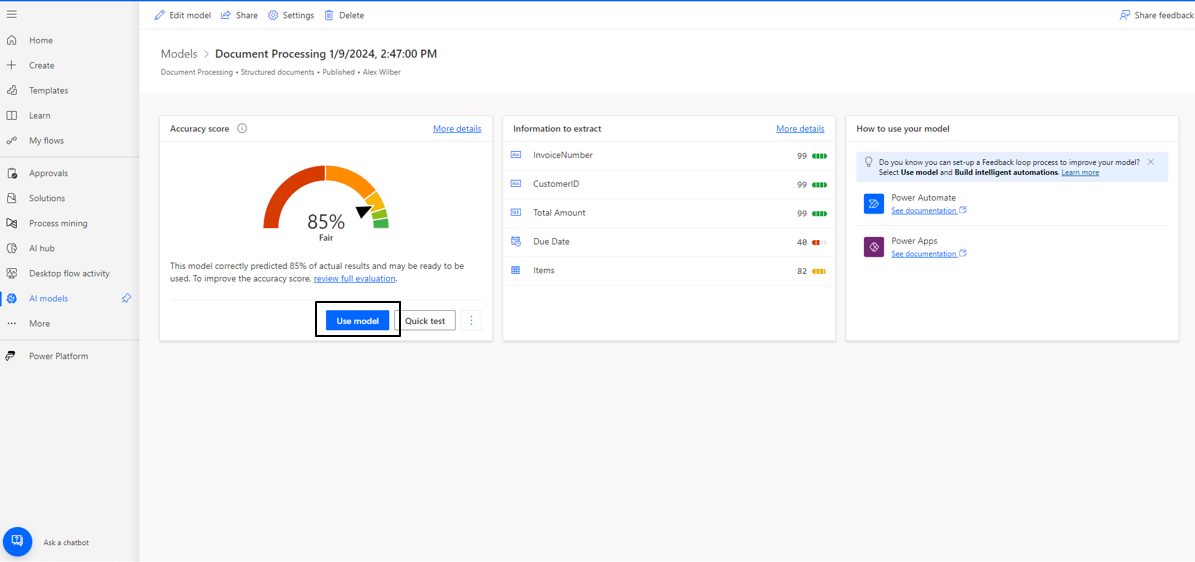 Edit model
Share
Settings
Delete
Share feedback
Home
Create
Templates
Learn
My flows
Approvals
Solutions
Process mining
AI hub
Desktop flow activity
AI models
More
Power Platform
Ask a chatbot
Models > Document Processing 1/9/2024, 2:47:00 PM
Document Processing • Structured documents • Published • Alex Wilber
Accuracy score
More details
85%
Fair
This model correctly predicted 85% of actual results and may be ready to be
used. To improve the accuracy score, review full evaluation.
Use model
Quick test
Information to extract
More details
InvoiceNumber 99
CustomerID 99
Total Amount 99
Due Date 40
Items 82
How to use your model
Do you know you can set-up a Feedback loop process to improve your model?
Select Use model and Build intelligent automations. Learn more
Power Automate
See documentation
Power Apps
See documentation